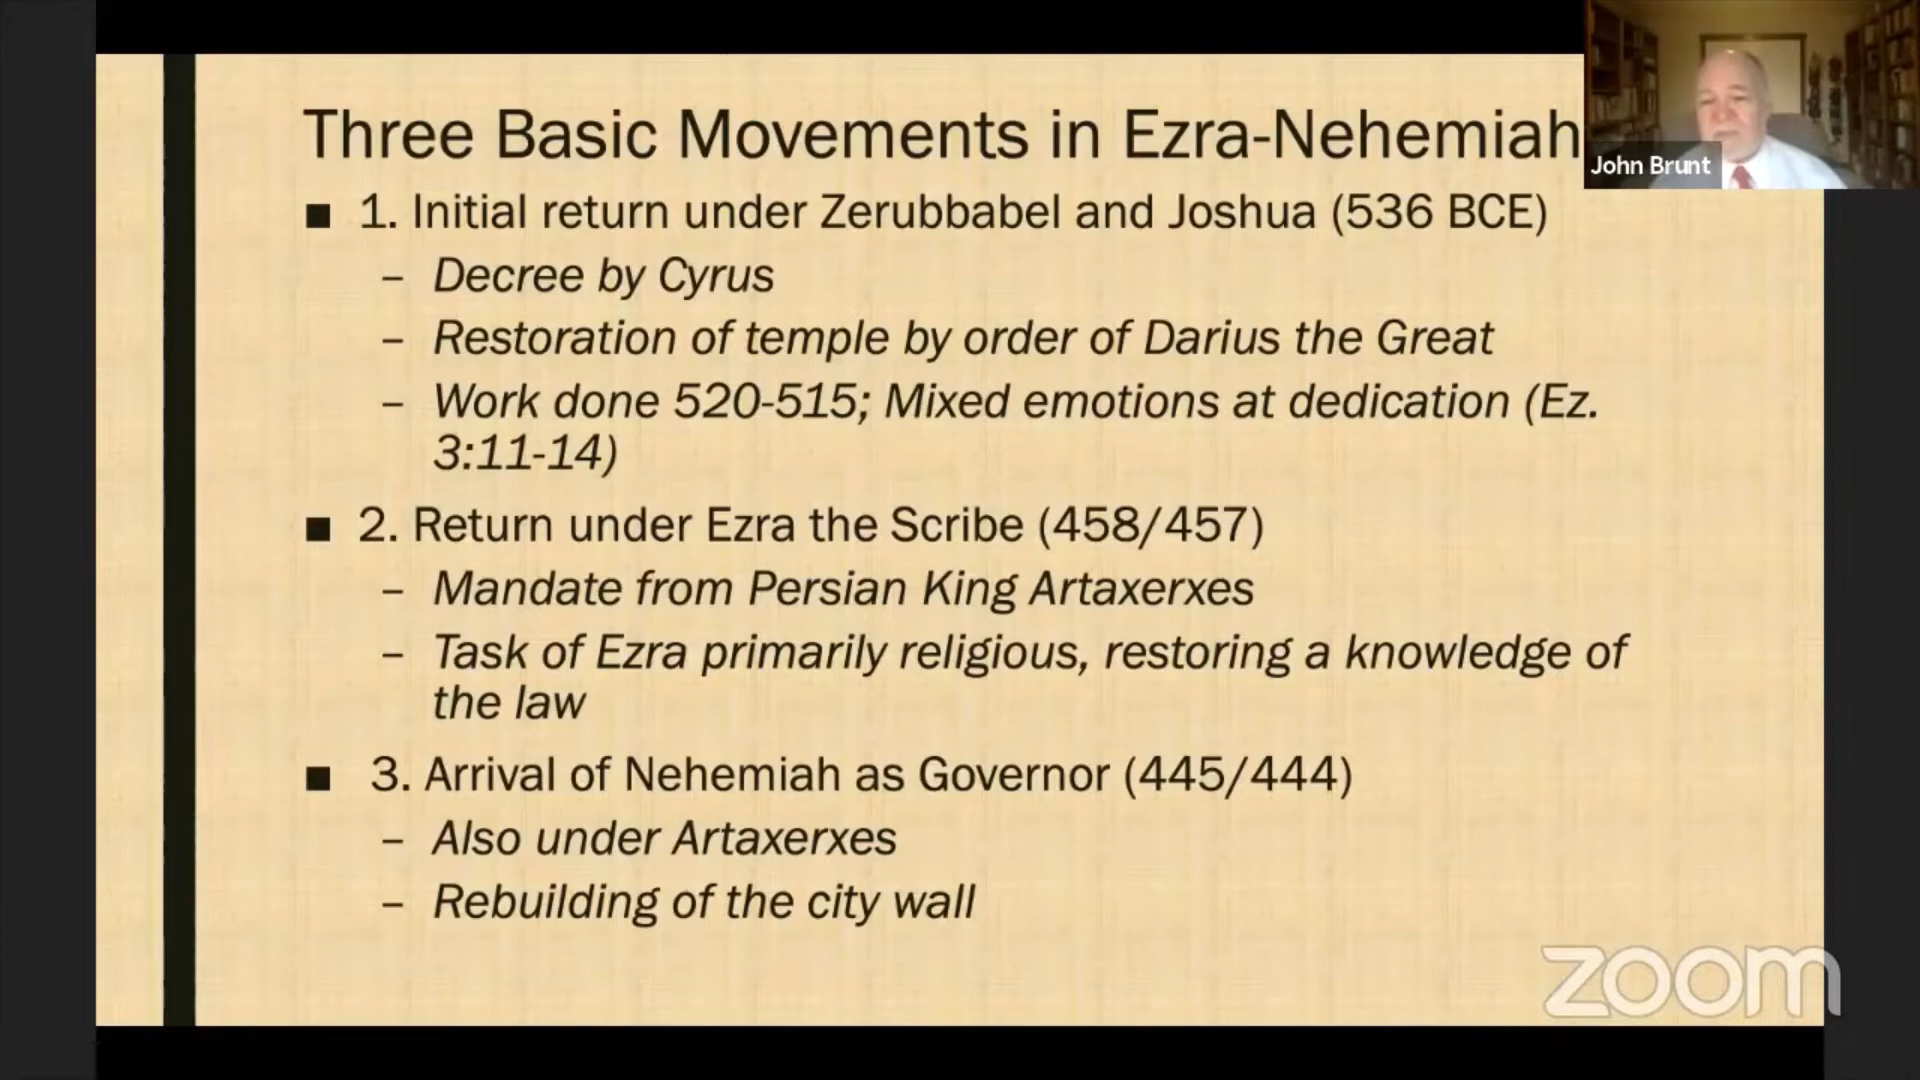 Three Basic Movements in Ezra-Nehemiah
John Brunt
■ 1. Initial return under Zerubbabel and Joshua (536 BCE)
– Decree by Cyrus
– Restoration of temple by order of Darius the Great
– Work done 520-515; Mixed emotions at dedication (Ez.
3:11-14)
■ 2. Return under Ezra the Scribe (458/457)
– Mandate from Persian King Artaxerxes
– Task of Ezra primarily religious, restoring a knowledge of
the law
■ 3. Arrival of Nehemiah as Governor (445/444)
– Also under Artaxerxes
– Rebuilding of the city wall
zoom